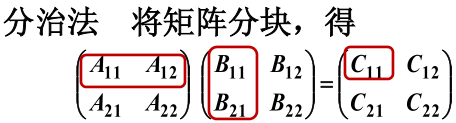 分治法 将矩阵分块，得
(A₁₁ A₁₂) (B₁₁ B₁₂) = (C₁₁ C₁₂)
(A₂₁ A₂₂) (B₂₁ B₂₂) (C₂₁ C₂₂)